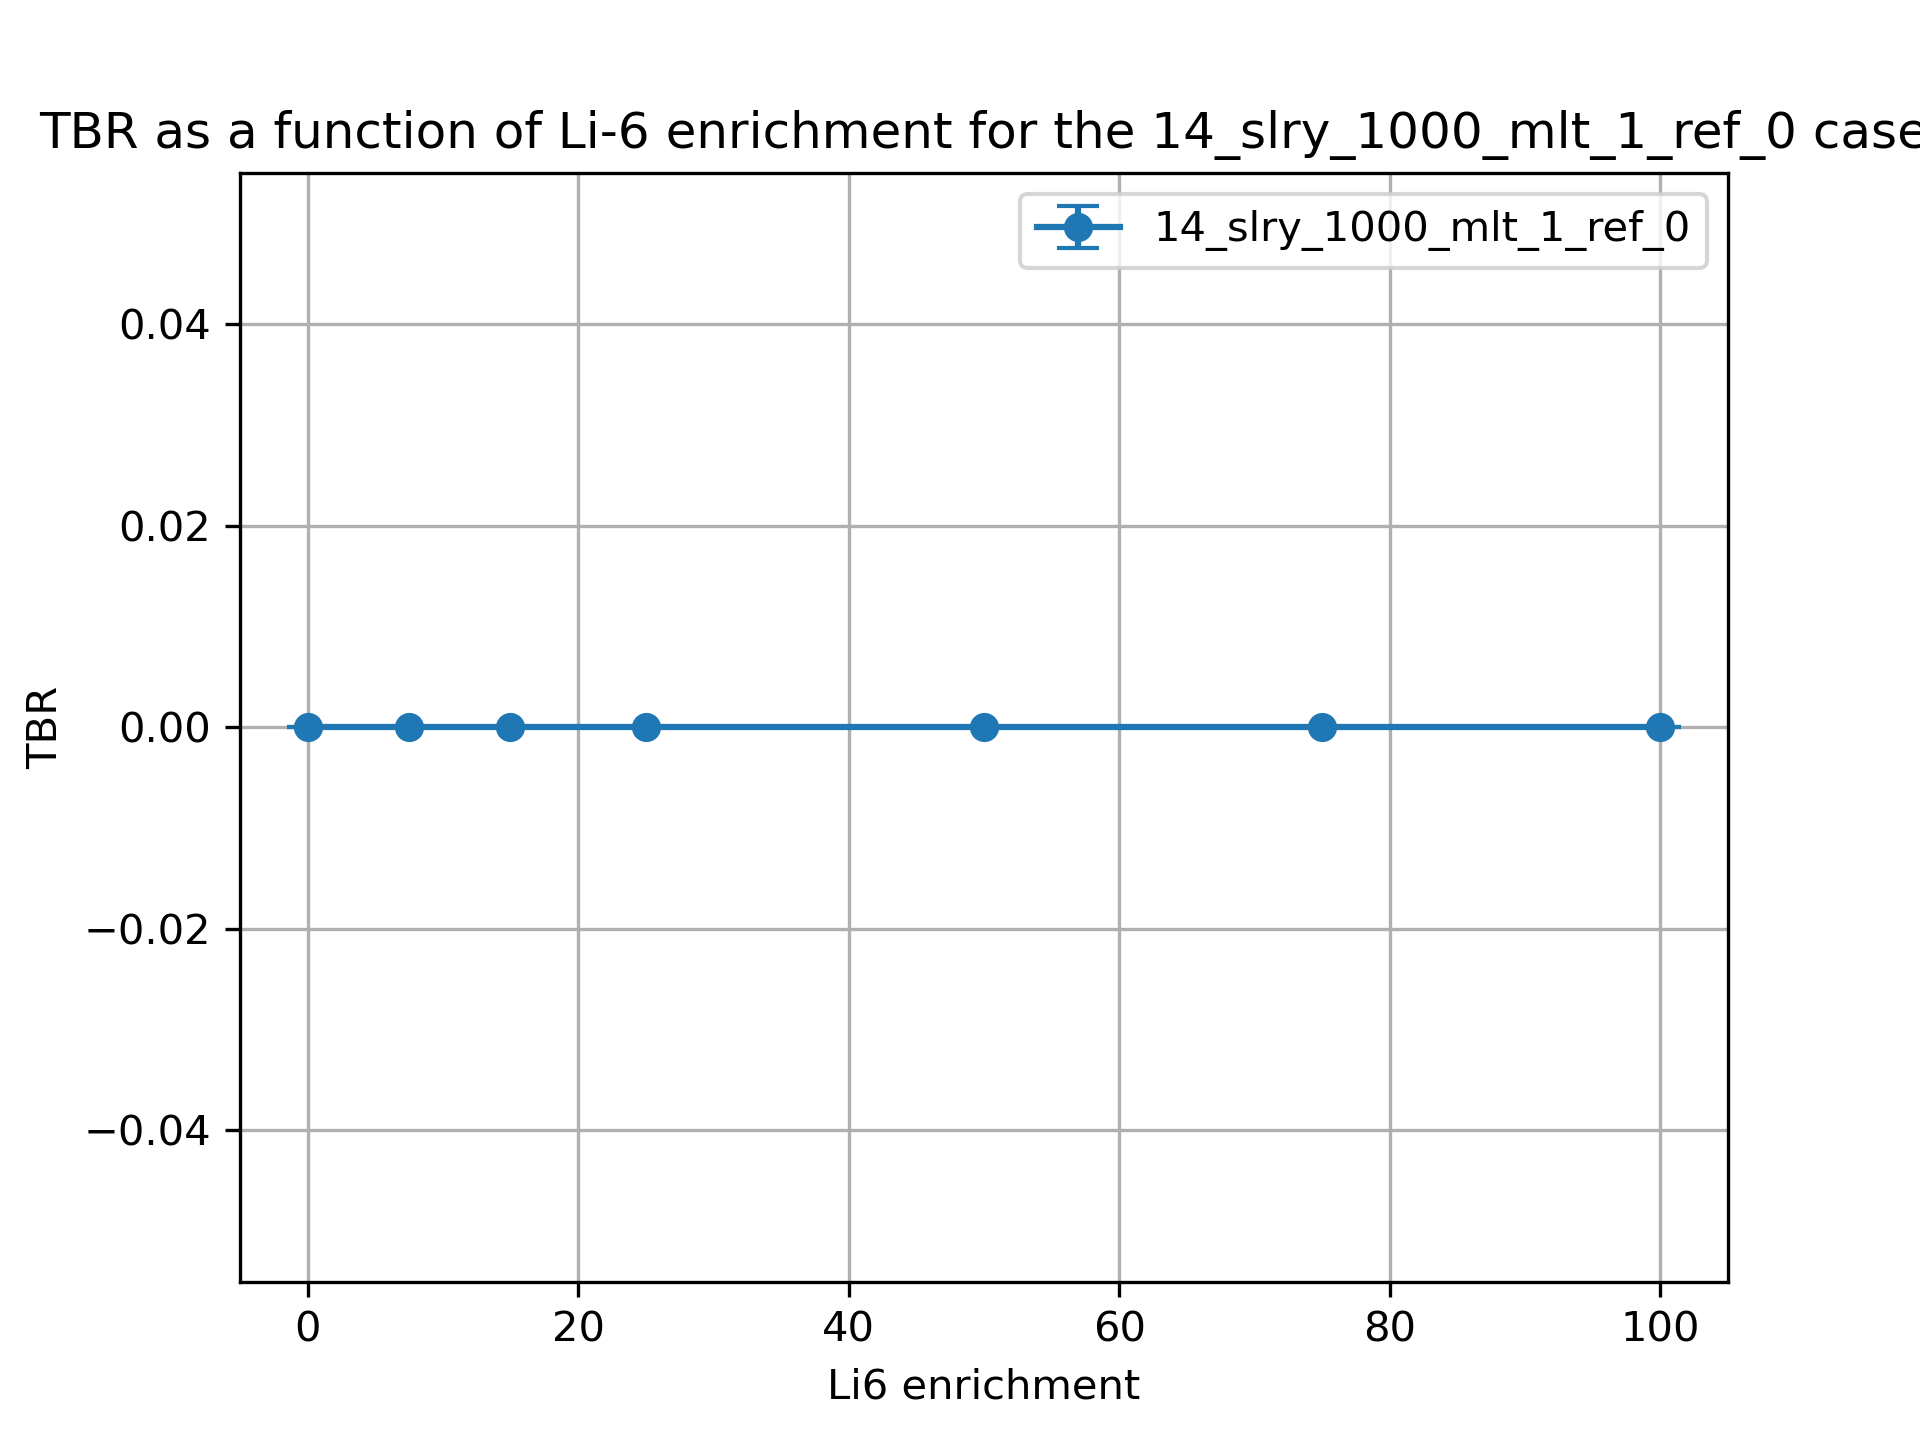 TBR as a function of Li-6 enrichment for the 14_slry_1000_mlt_1_ref_0 case
14_slry_1000_mlt_1_ref_0
0.04
0.02
0.00
−0.02
−0.04
TBR
0 20 40 60 80 100
Li6 enrichment